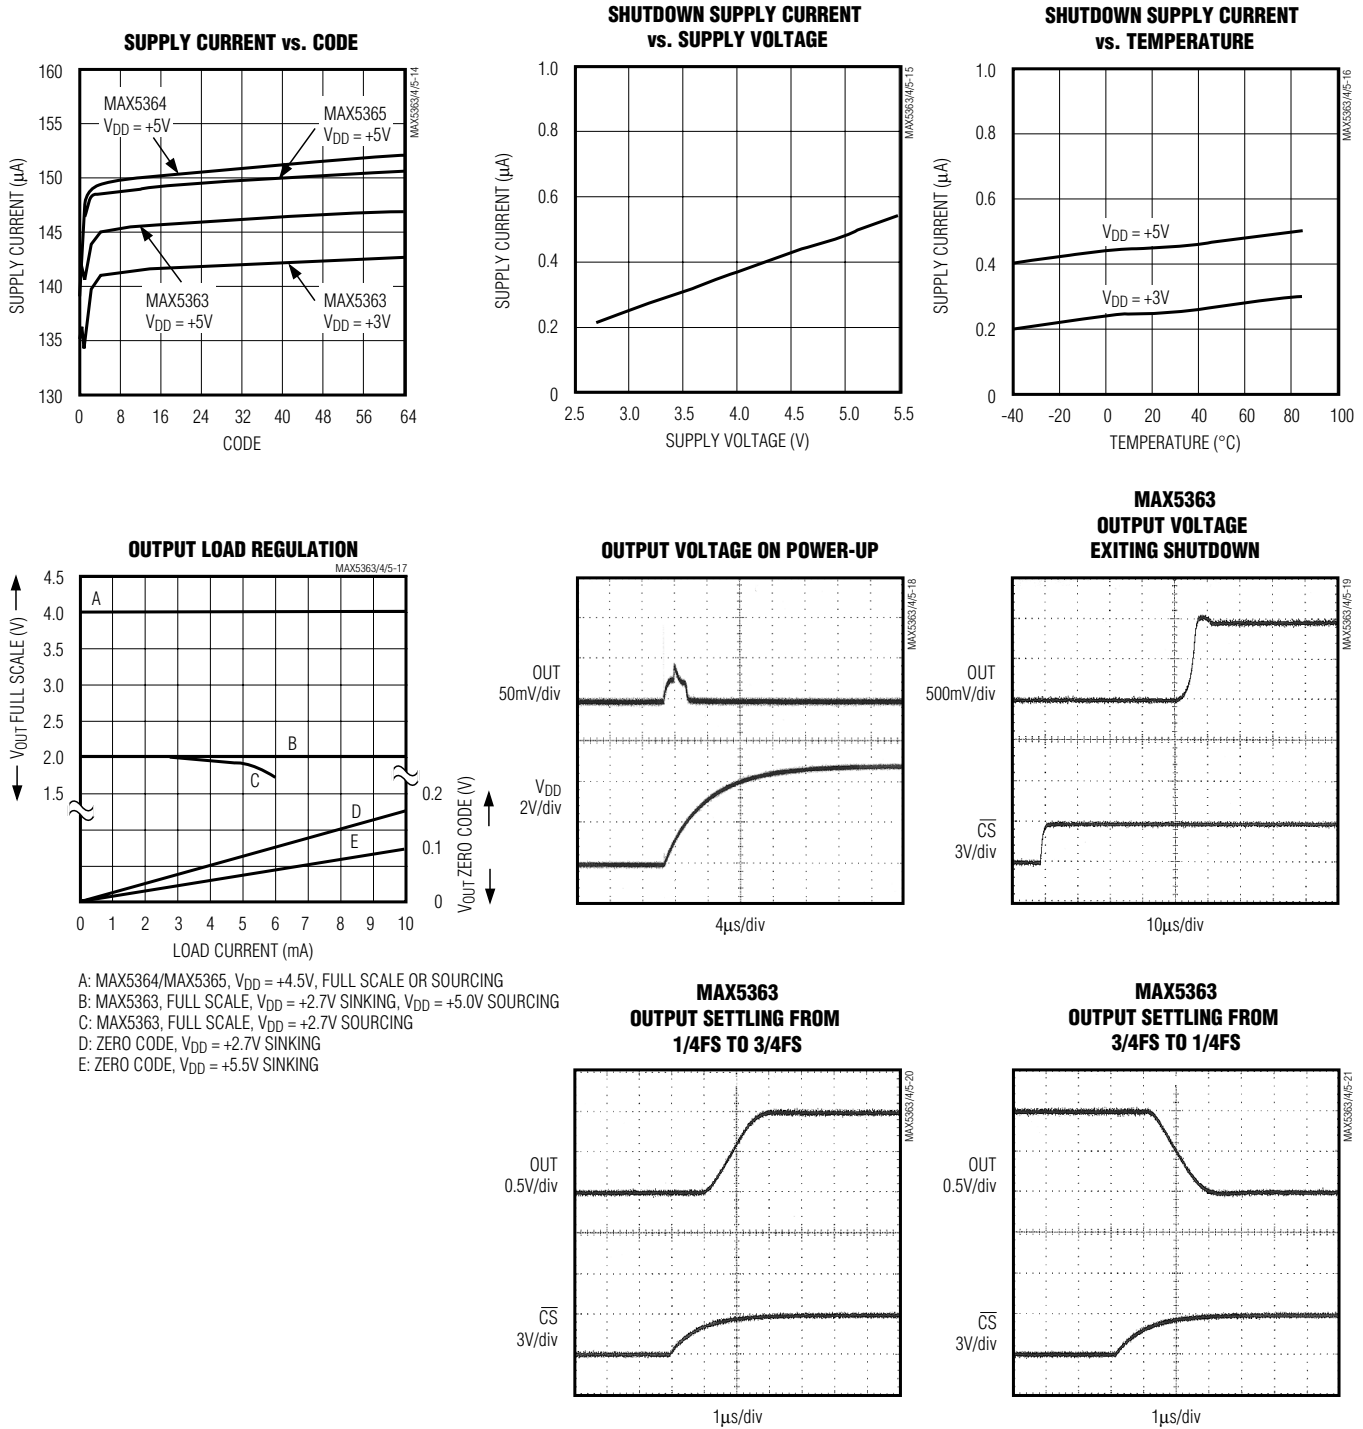 SUPPLY CURRENT vs. CODE
MAX5363/4/5-14
SUPPLY CURRENT (µA)
160
155
150
145
140
135
130
MAX5364
VDD = +5V
MAX5365
VDD = +5V
MAX5363
VDD = +5V
MAX5363
VDD = +3V
0 8 16 24 32 40 48 56 64
CODE
SHUTDOWN SUPPLY CURRENT
vs. SUPPLY VOLTAGE
MAX5363/4/5-15
SUPPLY CURRENT (µA)
1.0
0.8
0.6
0.4
0.2
0
2.5 3.0 3.5 4.0 4.5 5.0 5.5
SUPPLY VOLTAGE (V)
SHUTDOWN SUPPLY CURRENT
vs. TEMPERATURE
MAX5363/4/5-16
SUPPLY CURRENT (µA)
1.0
0.8
0.6
0.4
0.2
0
VDD = +5V
VDD = +3V
-40 -20 0 20 40 60 80 100
TEMPERATURE (°C)
OUTPUT LOAD REGULATION
MAX5363/4/5-17
VOUT FULL SCALE (V)
4.5
4.0
3.5
3.0
2.5
2.0
1.5
A
B
C
D
E
0.2
0.1
0
VOUT ZERO CODE (V)
0 1 2 3 4 5 6 7 8 9 10
LOAD CURRENT (mA)
A: MAX5364/MAX5365, VDD = +4.5V, FULL SCALE OR SOURCING
B: MAX5363, FULL SCALE, VDD = +2.7V SINKING, VDD = +5.0V SOURCING
C: MAX5363, FULL SCALE, VDD = +2.7V SOURCING
D: ZERO CODE, VDD = +2.7V SINKING
E: ZERO CODE, VDD = +5.5V SINKING
OUTPUT VOLTAGE ON POWER-UP
MAX5363/4/5-18
OUT
50mV/div
VDD
2V/div
4µs/div
MAX5363
OUTPUT VOLTAGE
EXITING SHUTDOWN
MAX5363/4/5-19
OUT
500mV/div
CS
3V/div
10µs/div
MAX5363
OUTPUT SETTLING FROM
1/4FS TO 3/4FS
MAX5363/4/5-20
OUT
0.5V/div
CS
3V/div
1µs/div
MAX5363
OUTPUT SETTLING FROM
3/4FS TO 1/4FS
MAX5363/4/5-21
OUT
0.5V/div
CS
3V/div
1µs/div